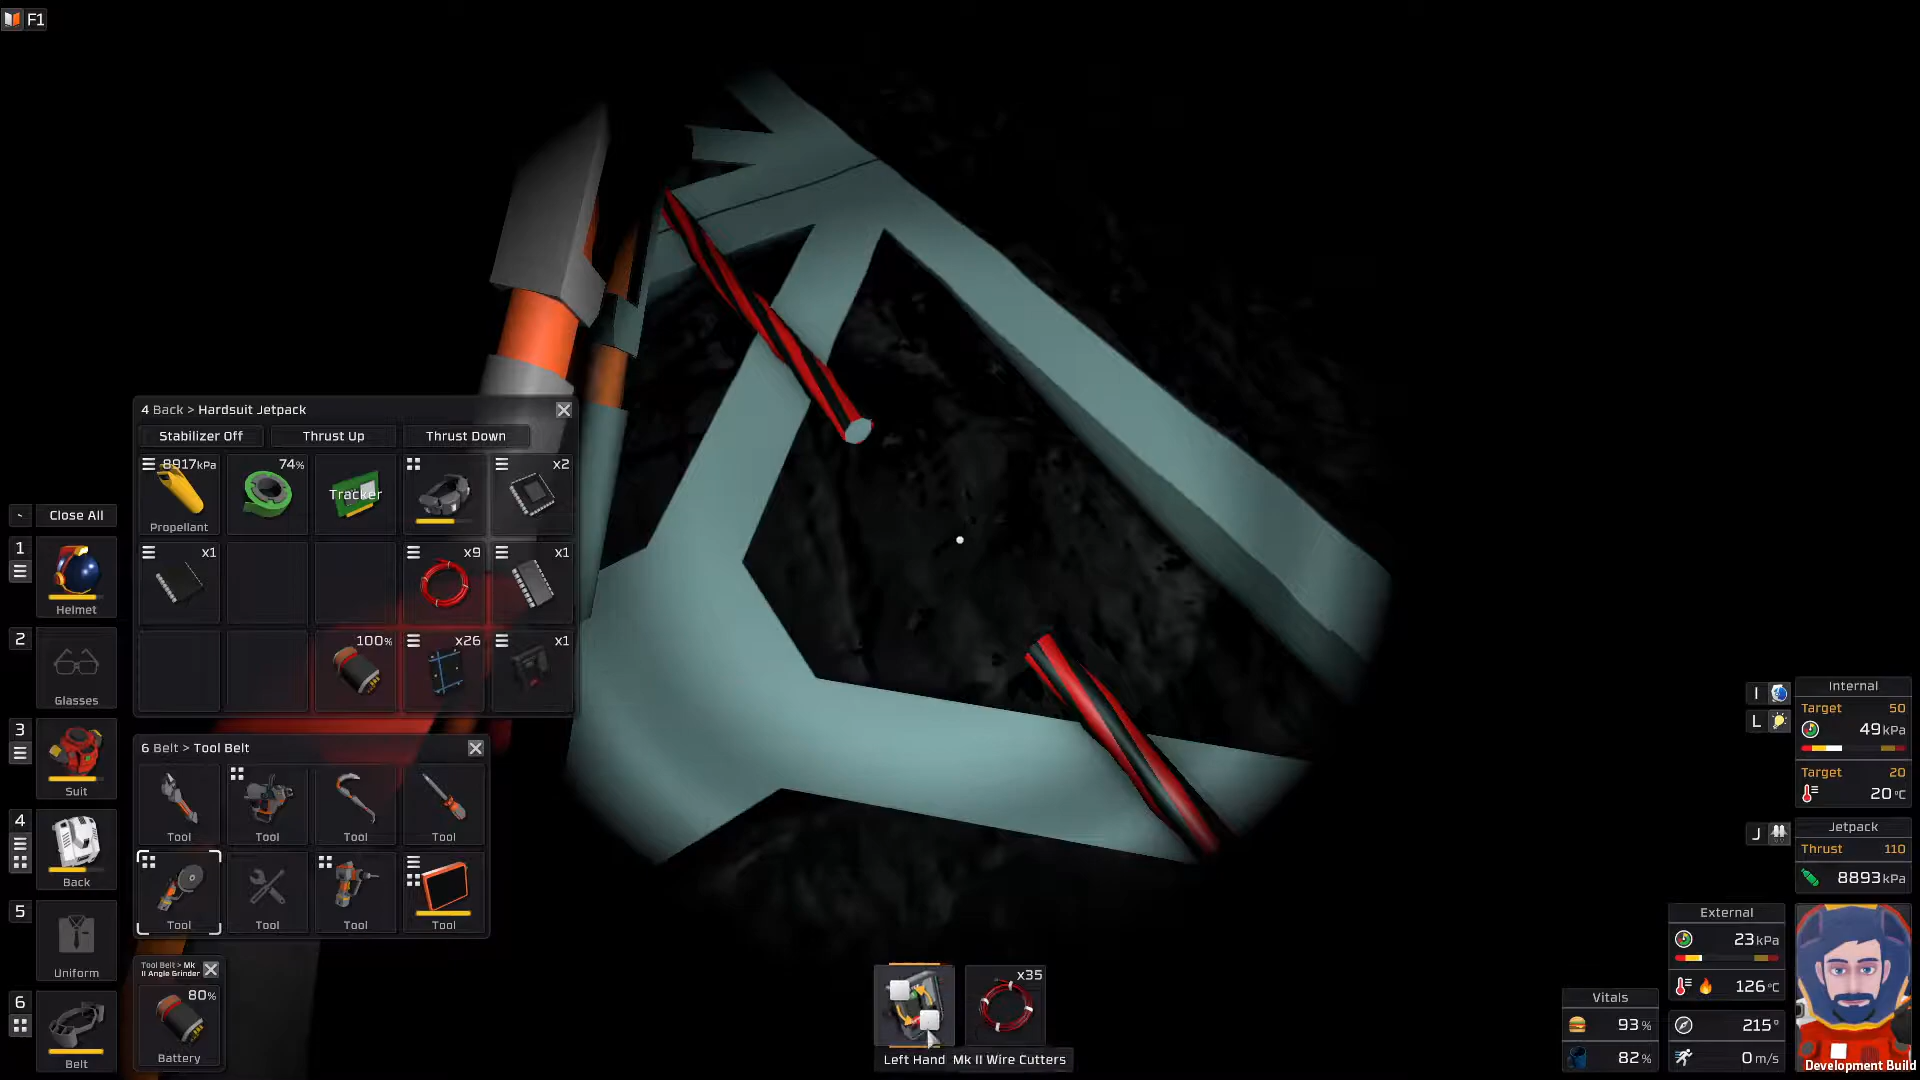 F1
4 Back > Hardsuit Jetpack
Stabilizer Off Thrust Up Thrust Down
8917kPa 74% x2
Tracker
Propellant
x1 x9 x1
100% x26 x1
~ Close All
1
Helmet
2
Glasses
3
Suit
4
Back
5
Uniform
6
Belt
6 Belt > Tool Belt
Tool Tool Tool Tool
Tool Tool Tool Tool
Tool Belt > Mk
II Angle Grinder
80%
Battery
x35
Left Hand Mk II Wire Cutters
I
L
Internal
Target 50
49kPa
Target 20
20°C
J
Jetpack
Thrust 110
8893kPa
External
23kPa
126°C
215°
0m/s
Vitals
93%
82%
Development Build